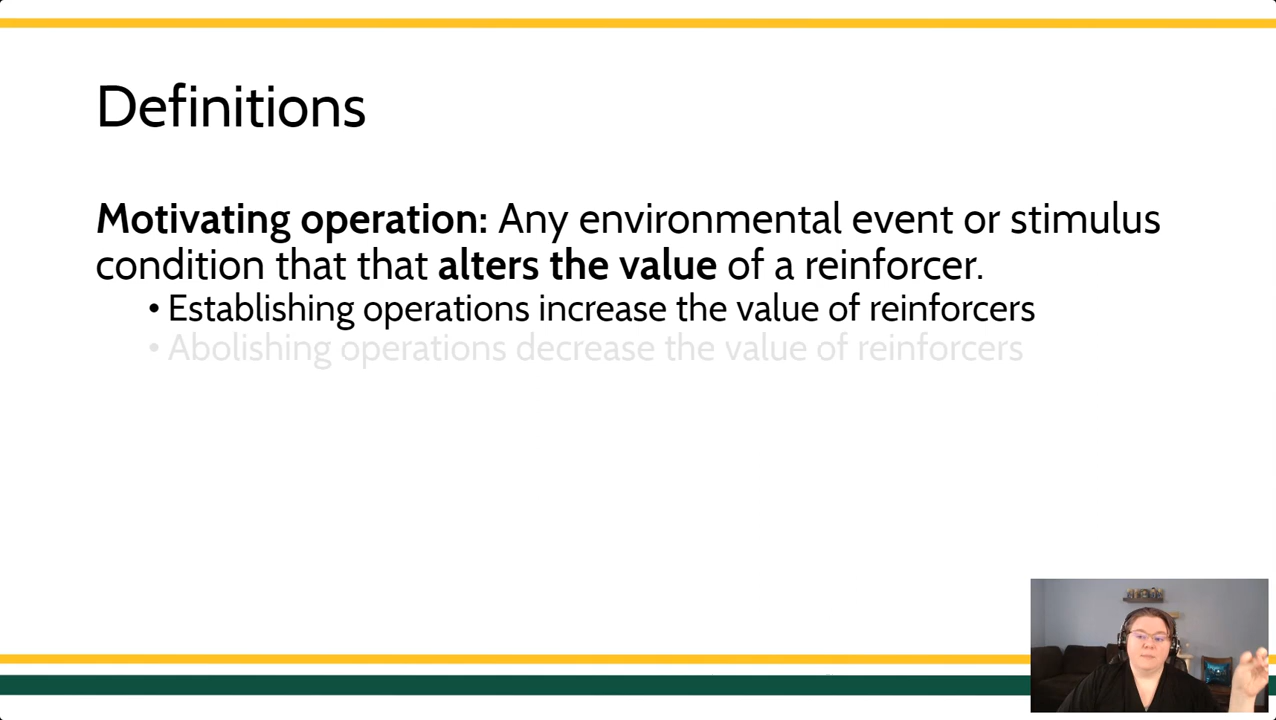 Definitions
Motivating operation: Any environmental event or stimulus
condition that that alters the value of a reinforcer.
• Establishing operations increase the value of reinforcers
• Abolishing operations decrease the value of reinforcers